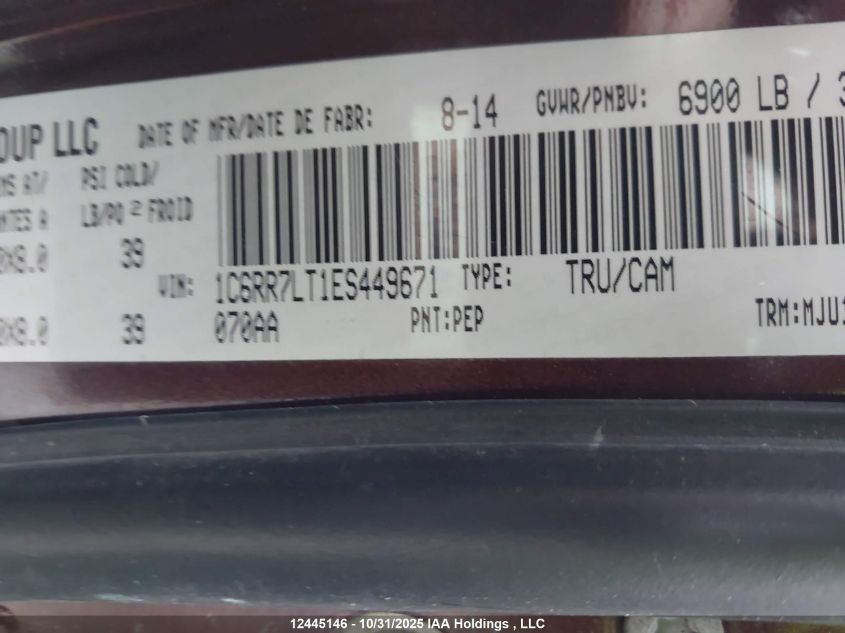 OUP LLC DATE OF MFR/DATE DE FABR: 8-14 GVWR/PNBV: 6900 LB / 3
AT/ PSI COLD/
NTES A LB/PO² FROID
0X8.0 39
VIN: 1C6RR7LT1ES449671 TYPE: TRU/CAM
0X8.0 39 070AA PNT:PEP TRM:MJU1
12445146 - 10/31/2025 IAA Holdings , LLC